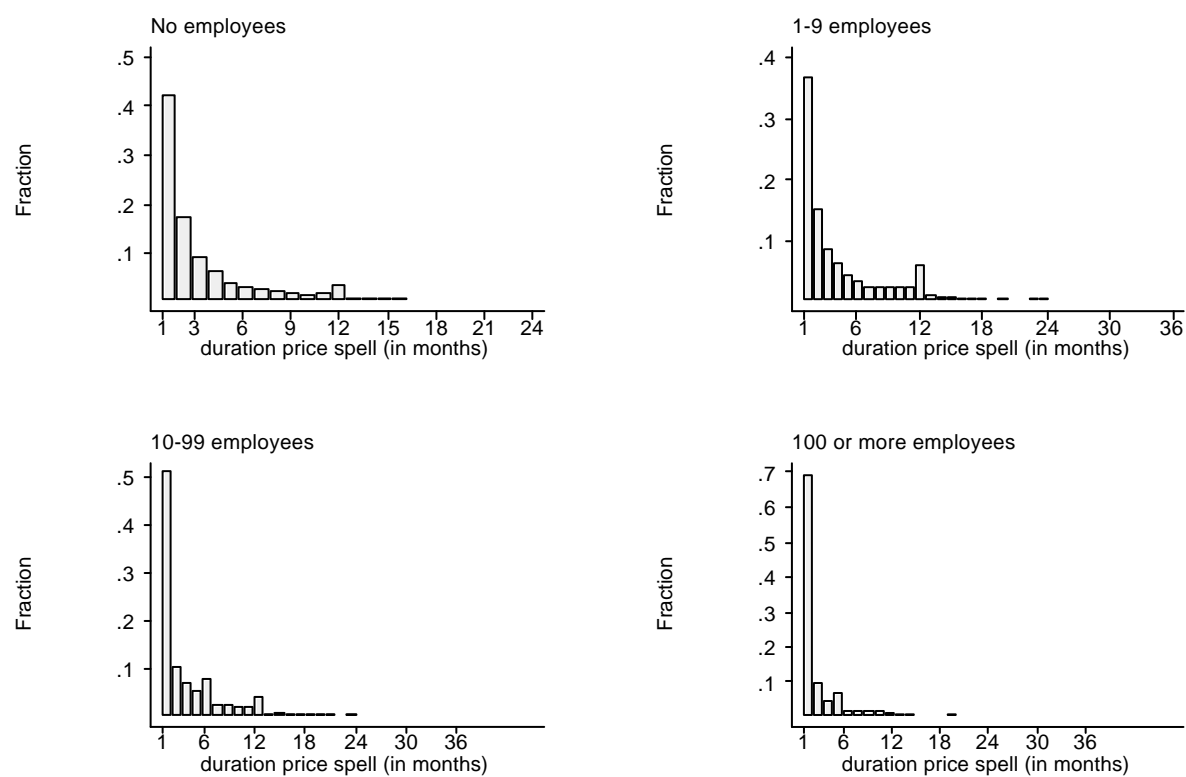 No employees
.5
.4
.3
.2
.1
Fraction
1 3 6 9 12 15 18 21 24
duration price spell (in months)
1-9 employees
.4
.3
.2
.1
Fraction
1 6 12 18 24 30 36
duration price spell (in months)
10-99 employees
.5
.4
.3
.2
.1
Fraction
1 6 12 24 30 36
duration price spell (in months)
100 or more employees
.7
.6
.5
.4
.3
.2
.1
Fraction
1 6 12 18 24 30 36
duration price spell (in months)